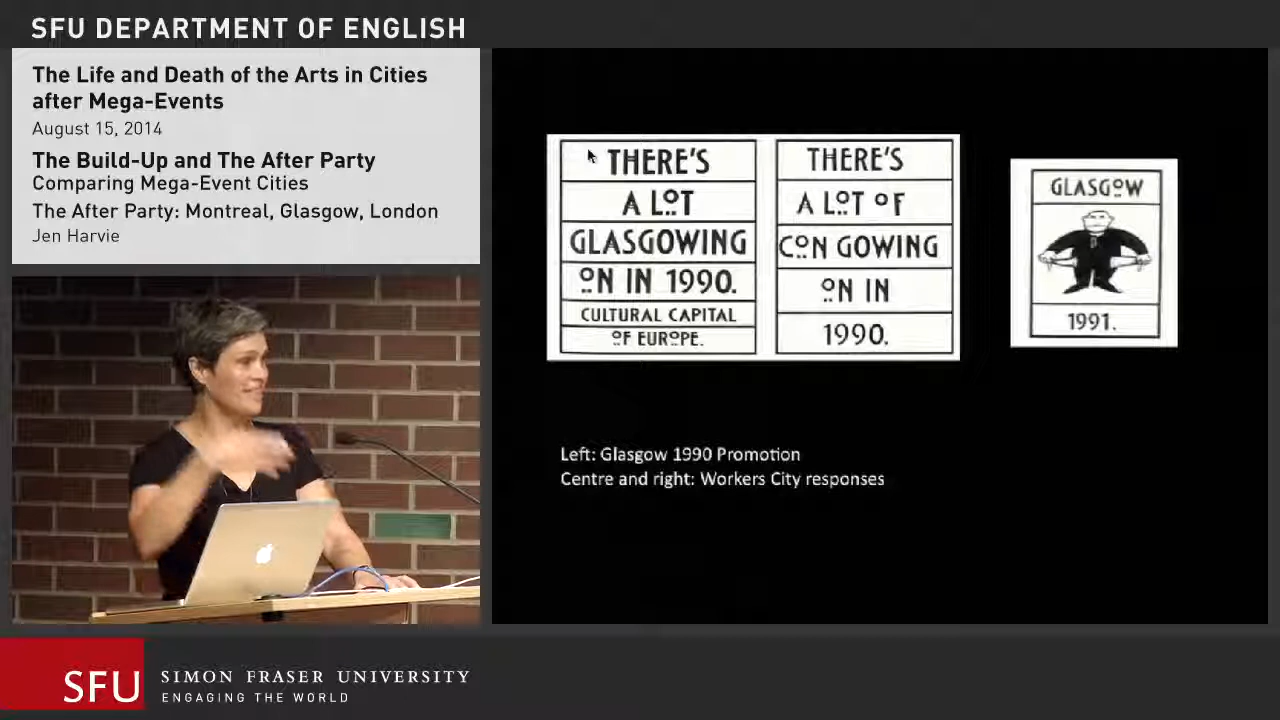 SFU DEPARTMENT OF ENGLISH
The Life and Death of the Arts in Cities
after Mega-Events
August 15, 2014
The Build-Up and The After Party
Comparing Mega-Event Cities
The After Party: Montreal, Glasgow, London
Jen Harvie
THERE'S
A LOT
GLASGOWING
ON IN 1990.
CULTURAL CAPITAL
OF EUROPE.
THERE'S
A LOT OF
CON GOWING
ON IN
1990.
GLASGOW
1991.
Left: Glasgow 1990 Promotion
Centre and right: Workers City responses
SFU
SIMON FRASER UNIVERSITY
ENGAGING THE WORLD